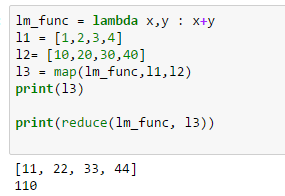 lm_func = lambda x,y : x+y
l1 = [1,2,3,4]
l2= [10,20,30,40]
l3 = map(lm_func,l1,l2)
print(l3)
print(reduce(lm_func, l3))
[11, 22, 33, 44]
110